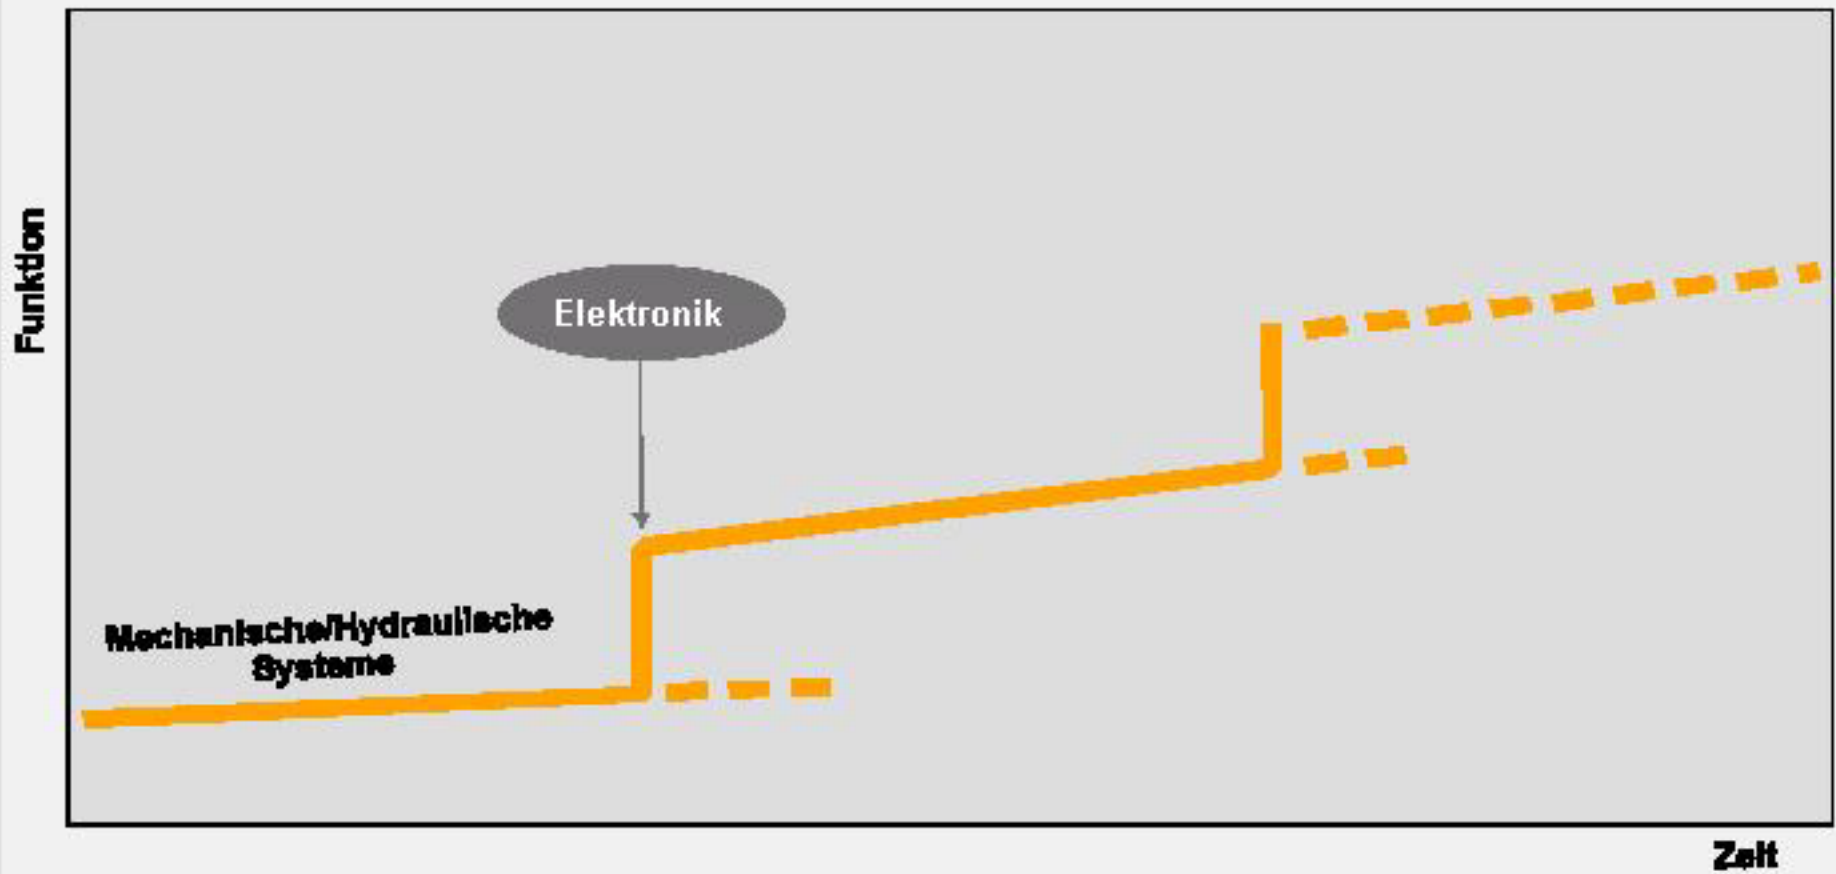 Funktion
Elektronik
Mechanische/Hydraulische
Systeme
Zeit